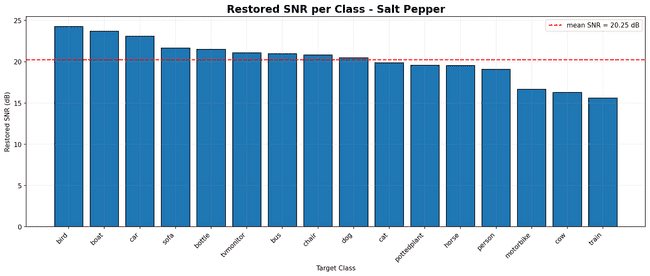 Restored SNR per Class - Salt Pepper
mean SNR = 20.25 dB
Restored SNR (dB)
25
20
15
10
5
0
bird
boat
car
sofa
bottle
tvmonitor
bus
chair
dog
cat
pottedplant
horse
person
motorbike
cow
train
Target Class